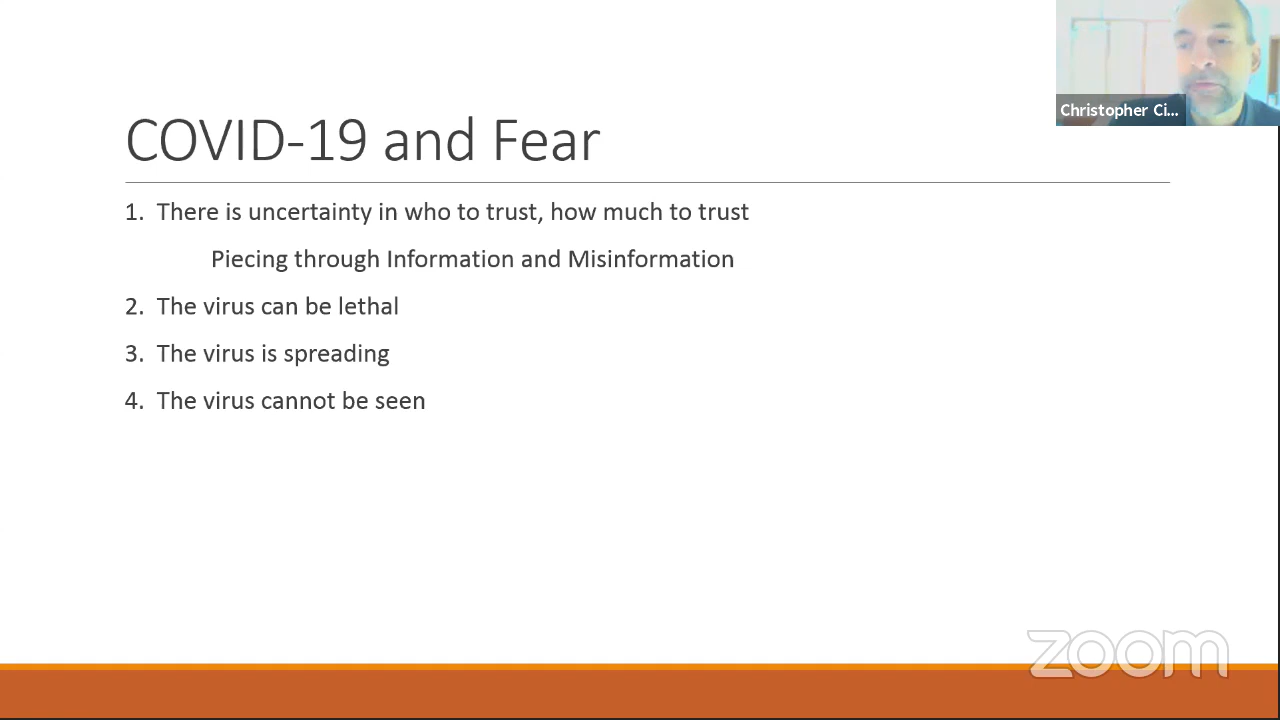 Christopher Ci...
COVID-19 and Fear
1. There is uncertainty in who to trust, how much to trust
Piecing through Information and Misinformation
2. The virus can be lethal
3. The virus is spreading
4. The virus cannot be seen
zoom